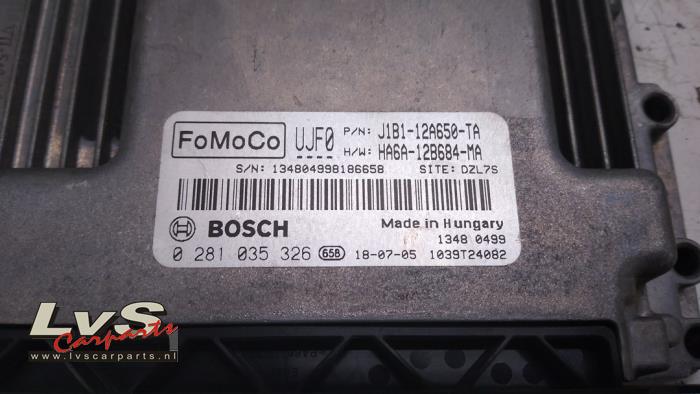 FoMoCo UJF0 P/N: J1B1-12A650-TA
H/W: HA6A-12B684-MA
S/N: 134804998186658 SITE: DZL7S
BOSCH Made in Hungary
1348 0499
0 281 035 326 65B 18-07-05 1039T24082
LvS
Carparts
www.lvscarparts.nl